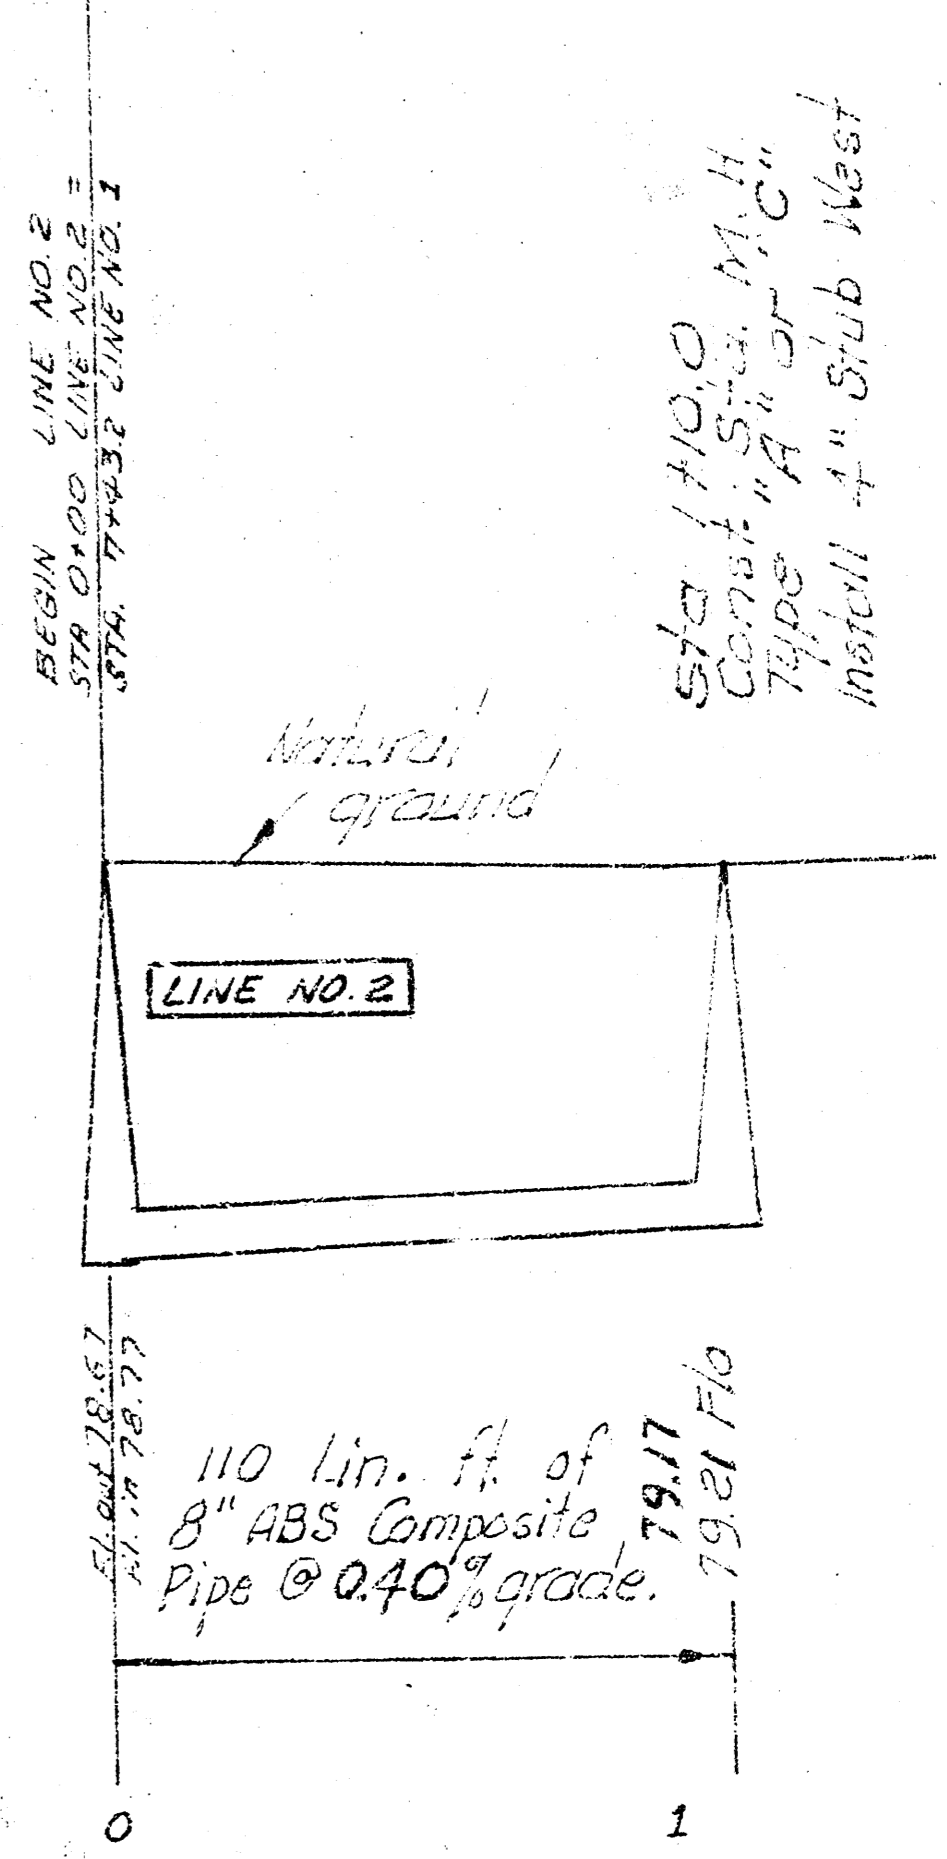 BEGIN LINE NO. 2
STA 0+00 LINE NO. 2 =
STA. 7+43.2 LINE NO. 1
Sta 1+10.0
Const. Std. M.H.
Type "A" or "C"
Install 4" Stub West
Natural
ground
LINE NO. 2
El. out 78.67
El. in 78.77
110 Lin. ft. of
8" ABS Composite
Pipe @ 0.40% grade.
79.17
79.21 Flo
0
1